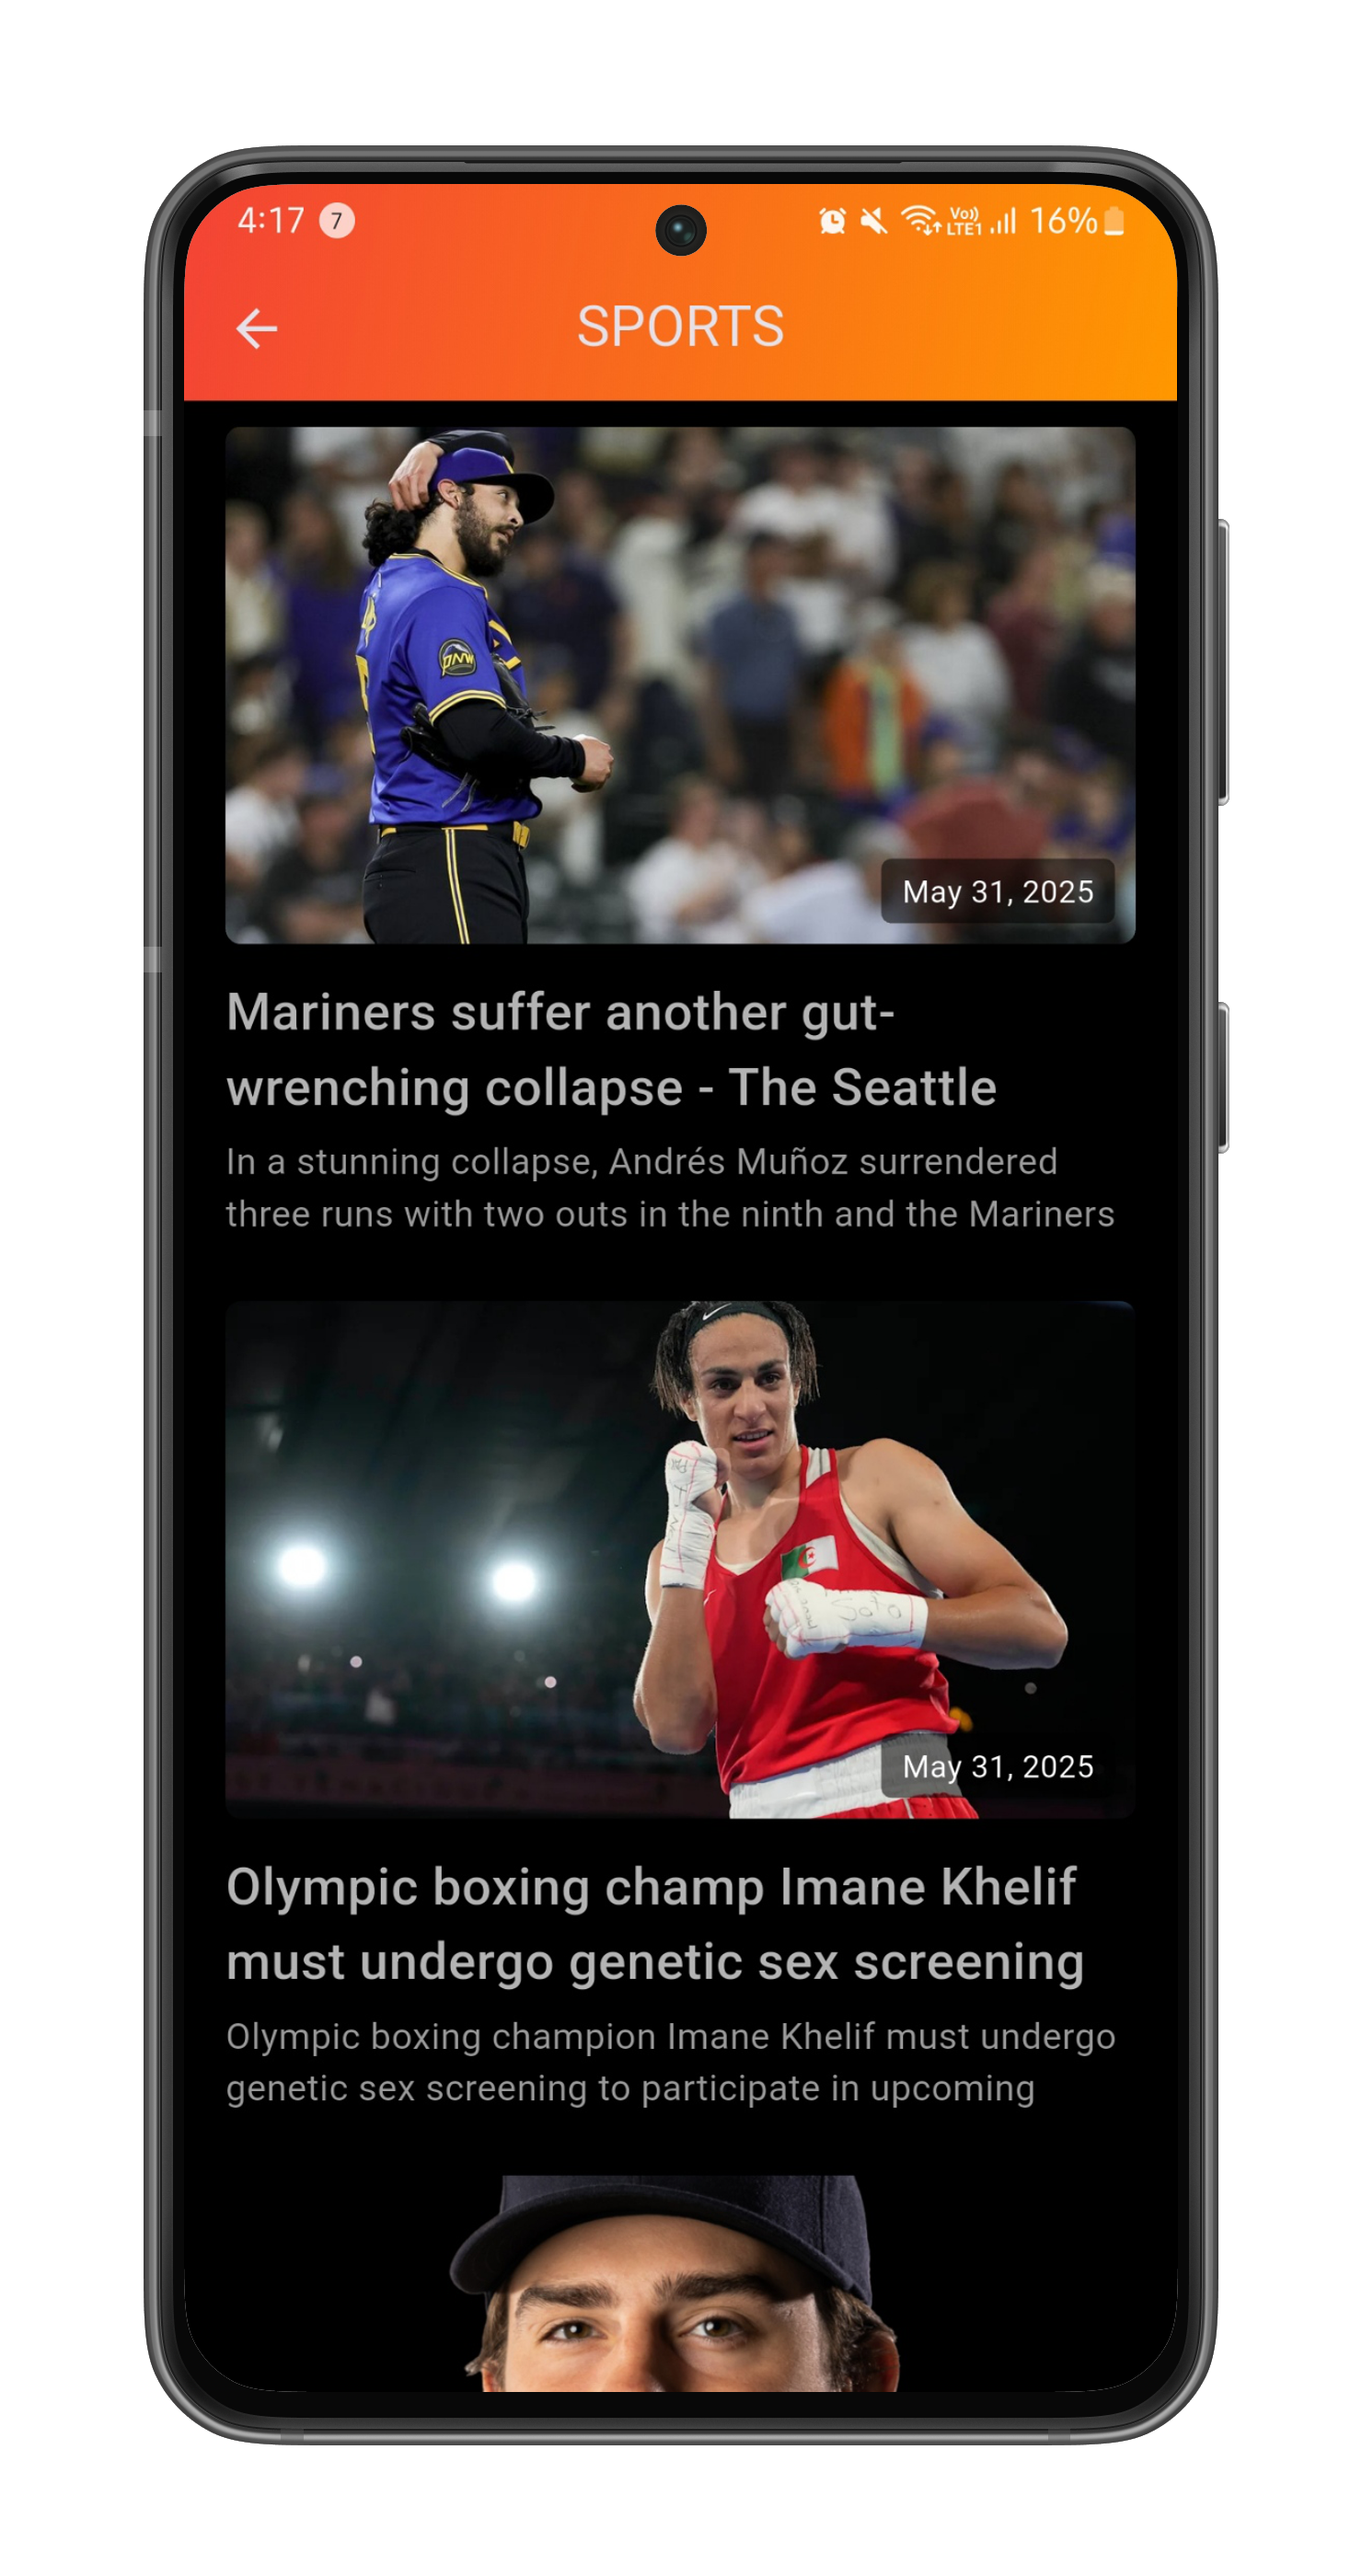 4:17 7 Vo)) LTE1 16%
SPORTS
PNW
May 31, 2025
Mariners suffer another gut-
wrenching collapse - The Seattle
In a stunning collapse, Andrés Muñoz surrendered
three runs with two outs in the ninth and the Mariners
Soto
May 31, 2025
Olympic boxing champ Imane Khelif
must undergo genetic sex screening
Olympic boxing champion Imane Khelif must undergo
genetic sex screening to participate in upcoming